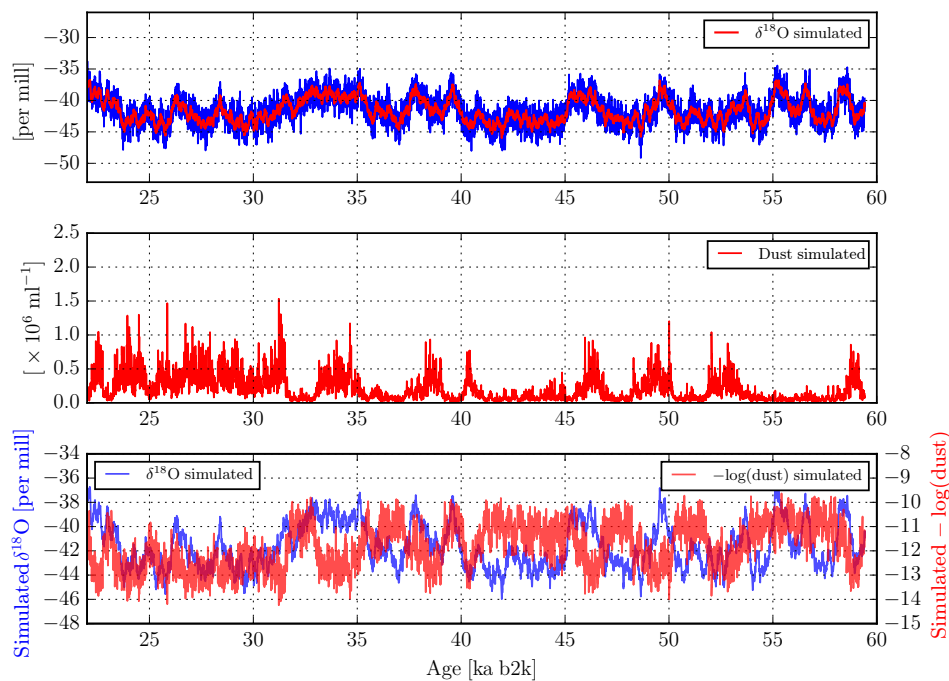 −26
−35
−40
−45
−50
[per mill]
δ¹⁸O simulated
25 30 35 40 45 50 55 60
2.5
2.0
1.5
1.0
0.5
0.0
[ × 10⁶ ml⁻¹]
Dust simulated
25 30 35 40 45 50 55 60
−34
−36
−38
−40
−42
−44
−46
−48
Simulated δ¹⁸O [per mill]
δ¹⁸O simulated
−log(dust) simulated
−8
−9
−10
−11
−12
−13
−14
−15
Simulated −log(dust)
25 30 35 40 45 50 55 60
Age [ka b2k]